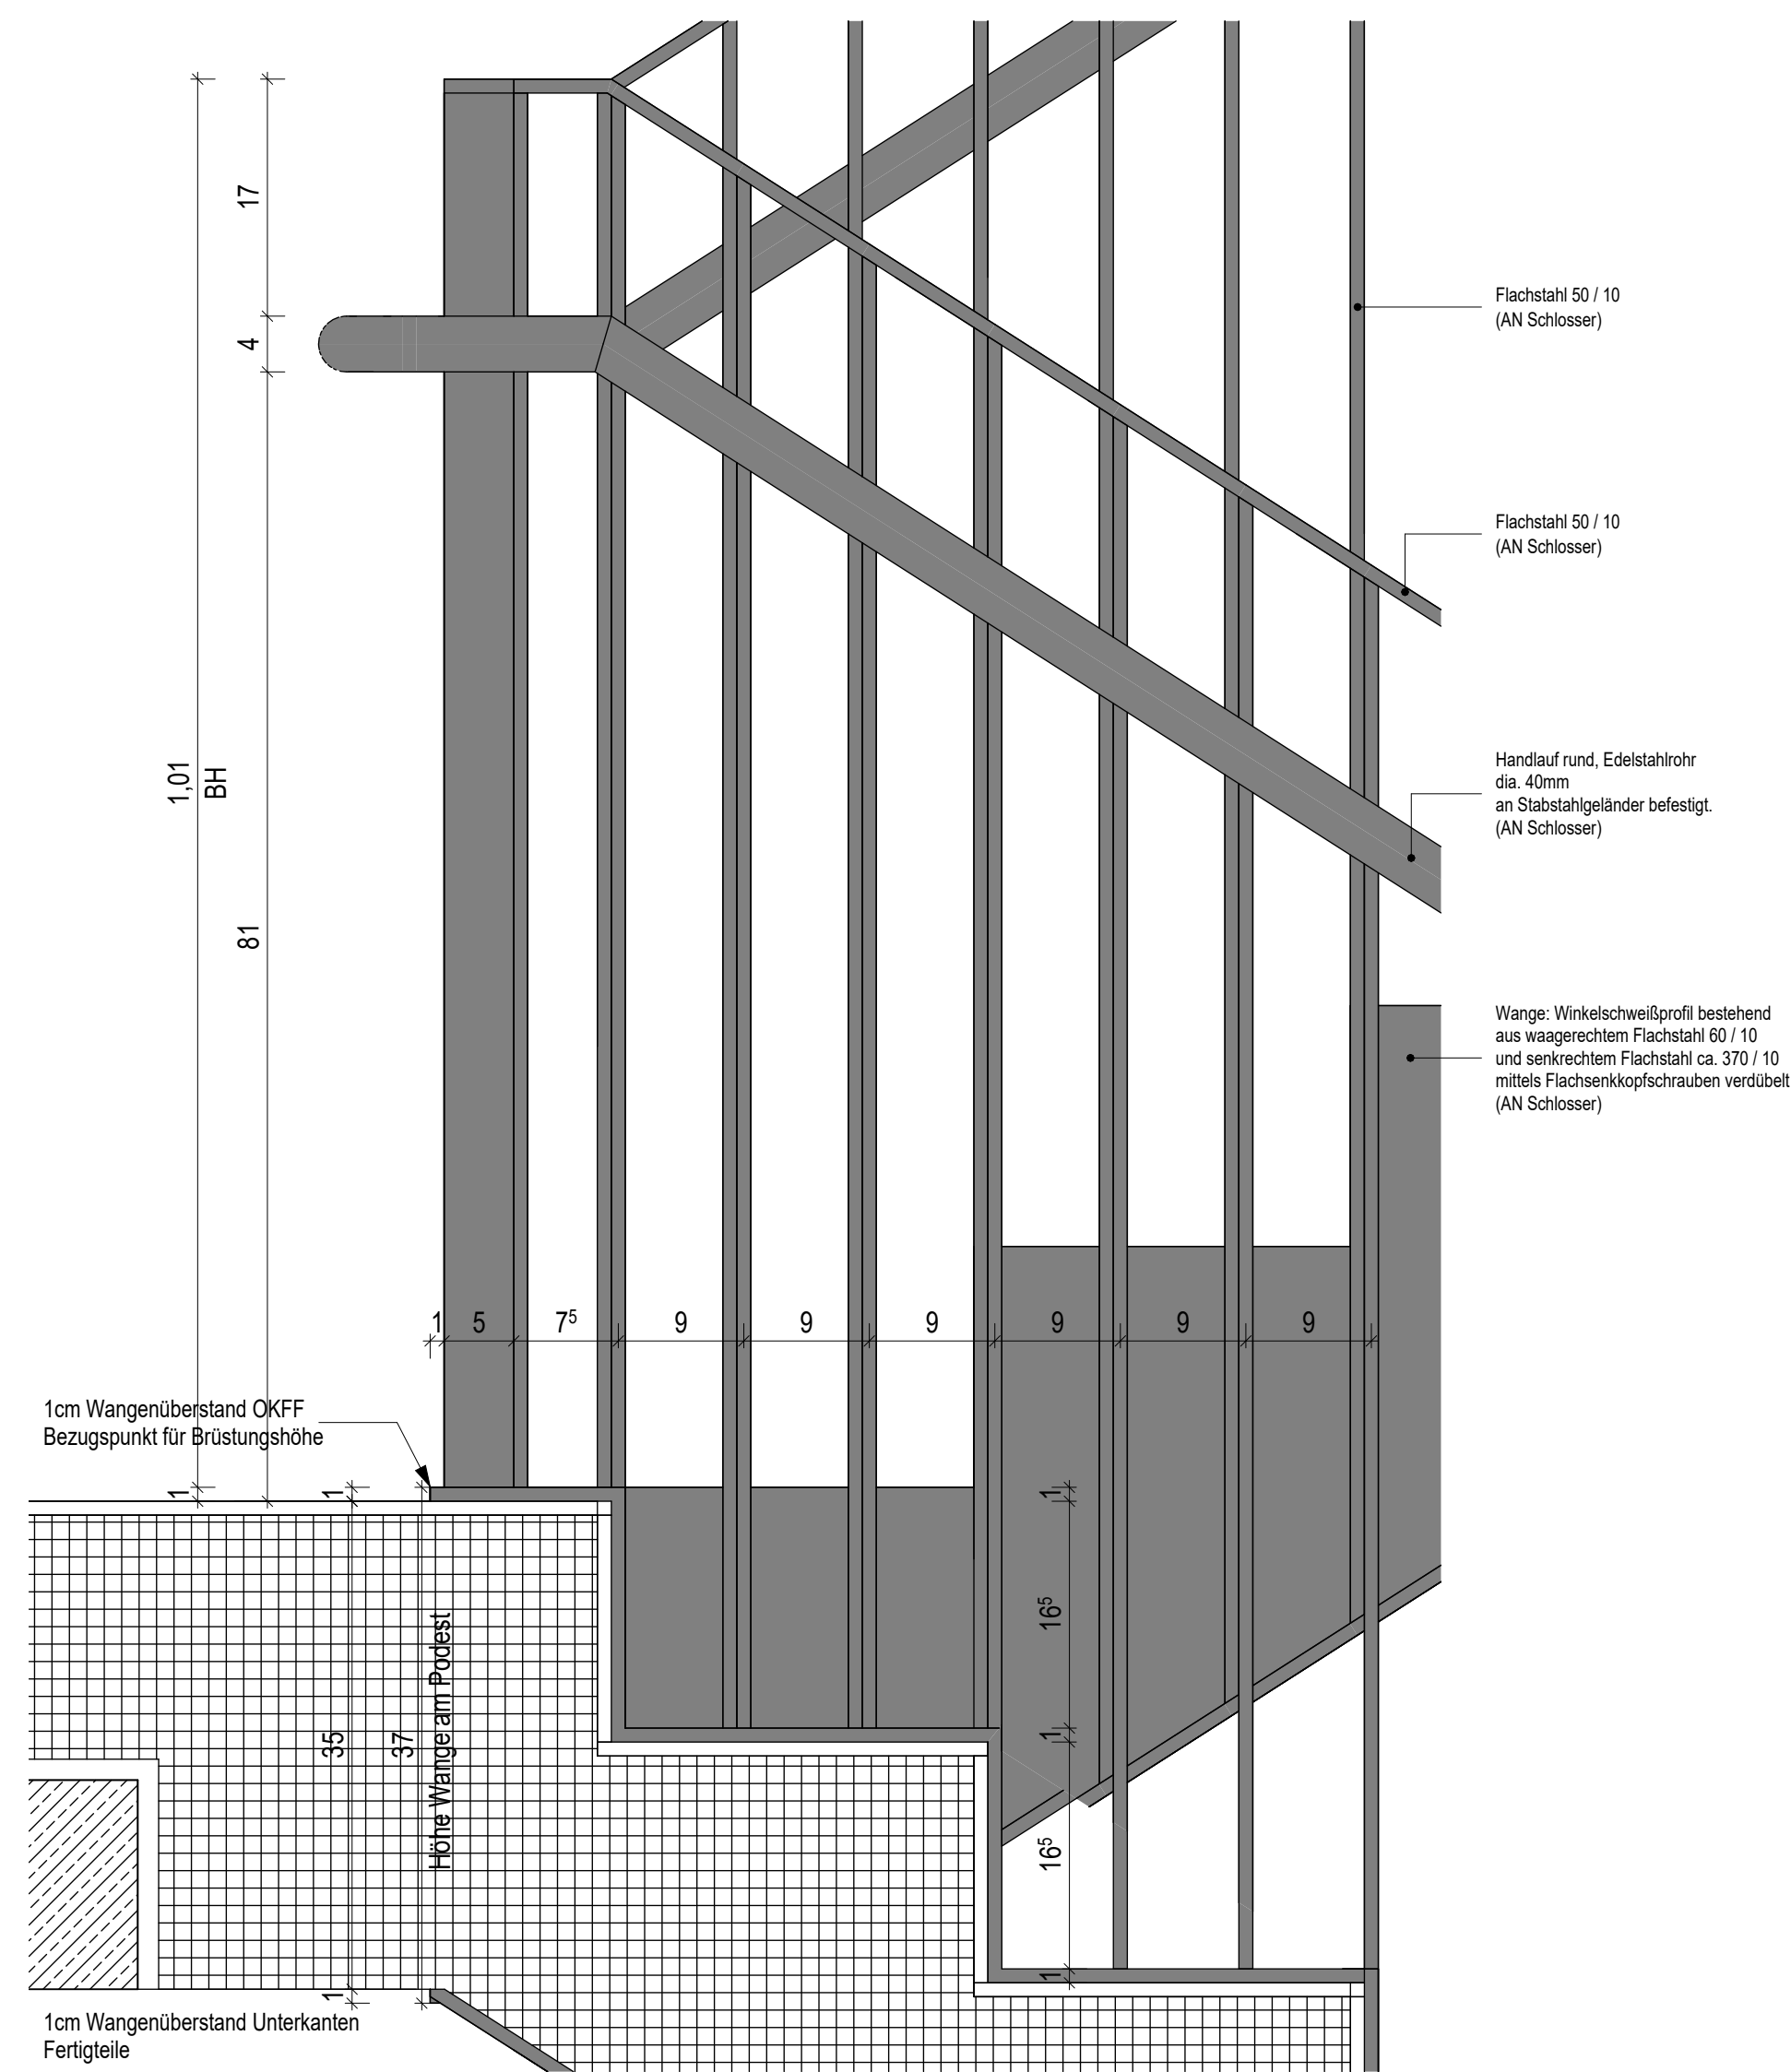 17
4
1,01
BH
81
Flachstahl 50 / 10
(AN Schlosser)
Flachstahl 50 / 10
(AN Schlosser)
Handlauf rund, Edelstahlrohr
dia. 40mm
an Stabstahlgeländer befestigt.
(AN Schlosser)
Wange: Winkelschweißprofil bestehend
aus waagerechtem Flachstahl 60 / 10
und senkrechtem Flachstahl ca. 370 / 10
mittels Flachsenkkopfschrauben verdübelt
(AN Schlosser)
1 5 7⁵ 9 9 9 9 9 9
1cm Wangenüberstand OKFF
Bezugspunkt für Brüstungshöhe
1
1
1
16⁵
1
16⁵
1
35
37
Höhe Wange am Podest
1
1cm Wangenüberstand Unterkanten
Fertigteile